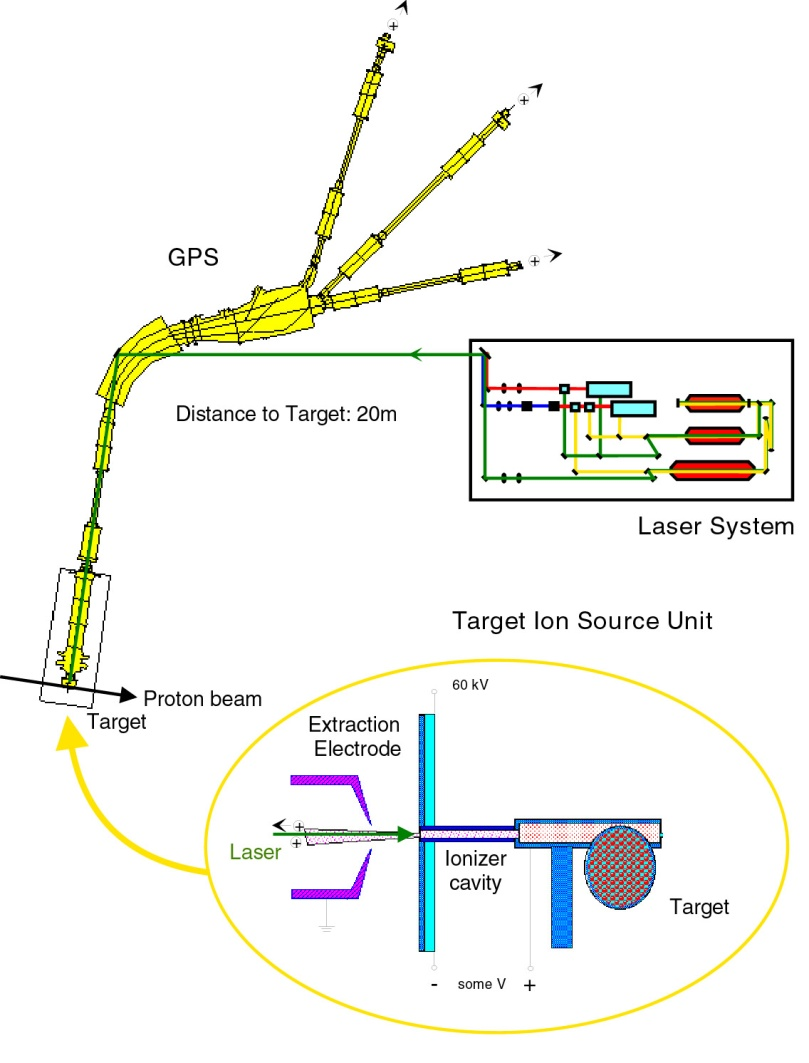 +
+
GPS
+
Distance to Target: 20m
Laser System
Target Ion Source Unit
Proton beam
Target
60 kV
Extraction
Electrode
+
Laser
+
Ionizer
cavity
Target
- some V +